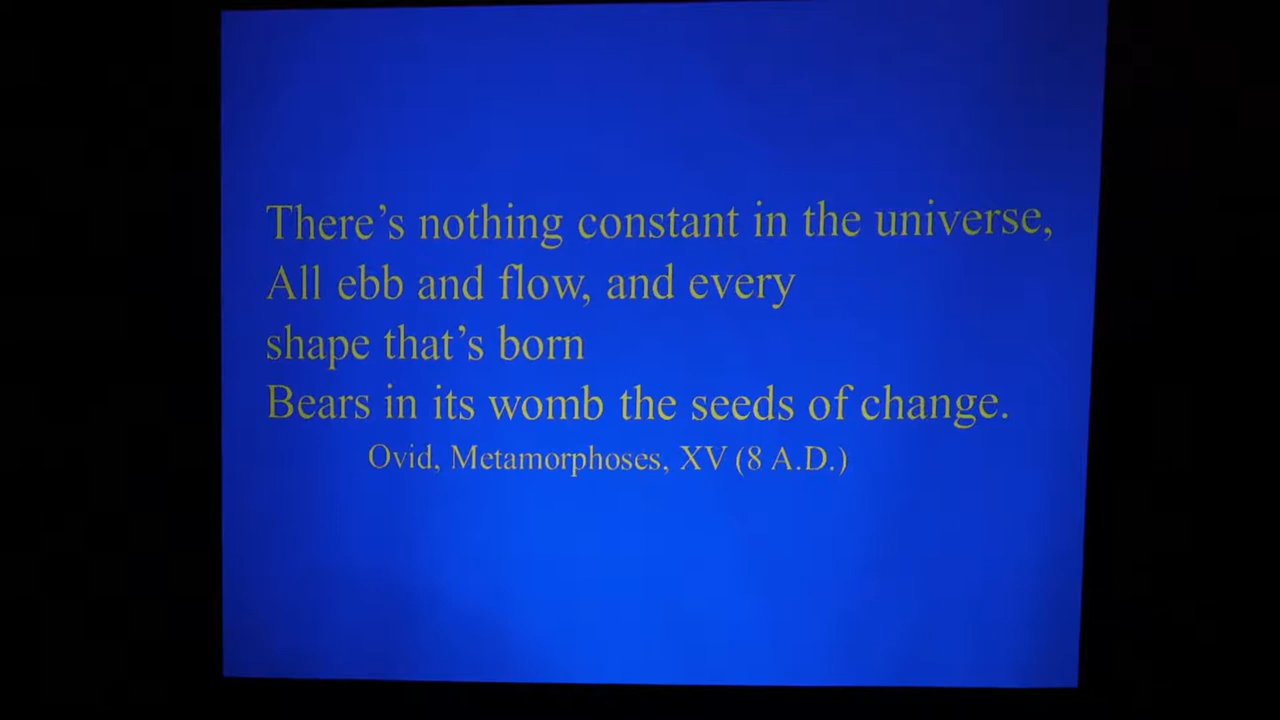 There’s nothing constant in the universe,
All ebb and flow, and every
shape that’s born
Bears in its womb the seeds of change.
Ovid, Metamorphoses, XV (8 A.D.)